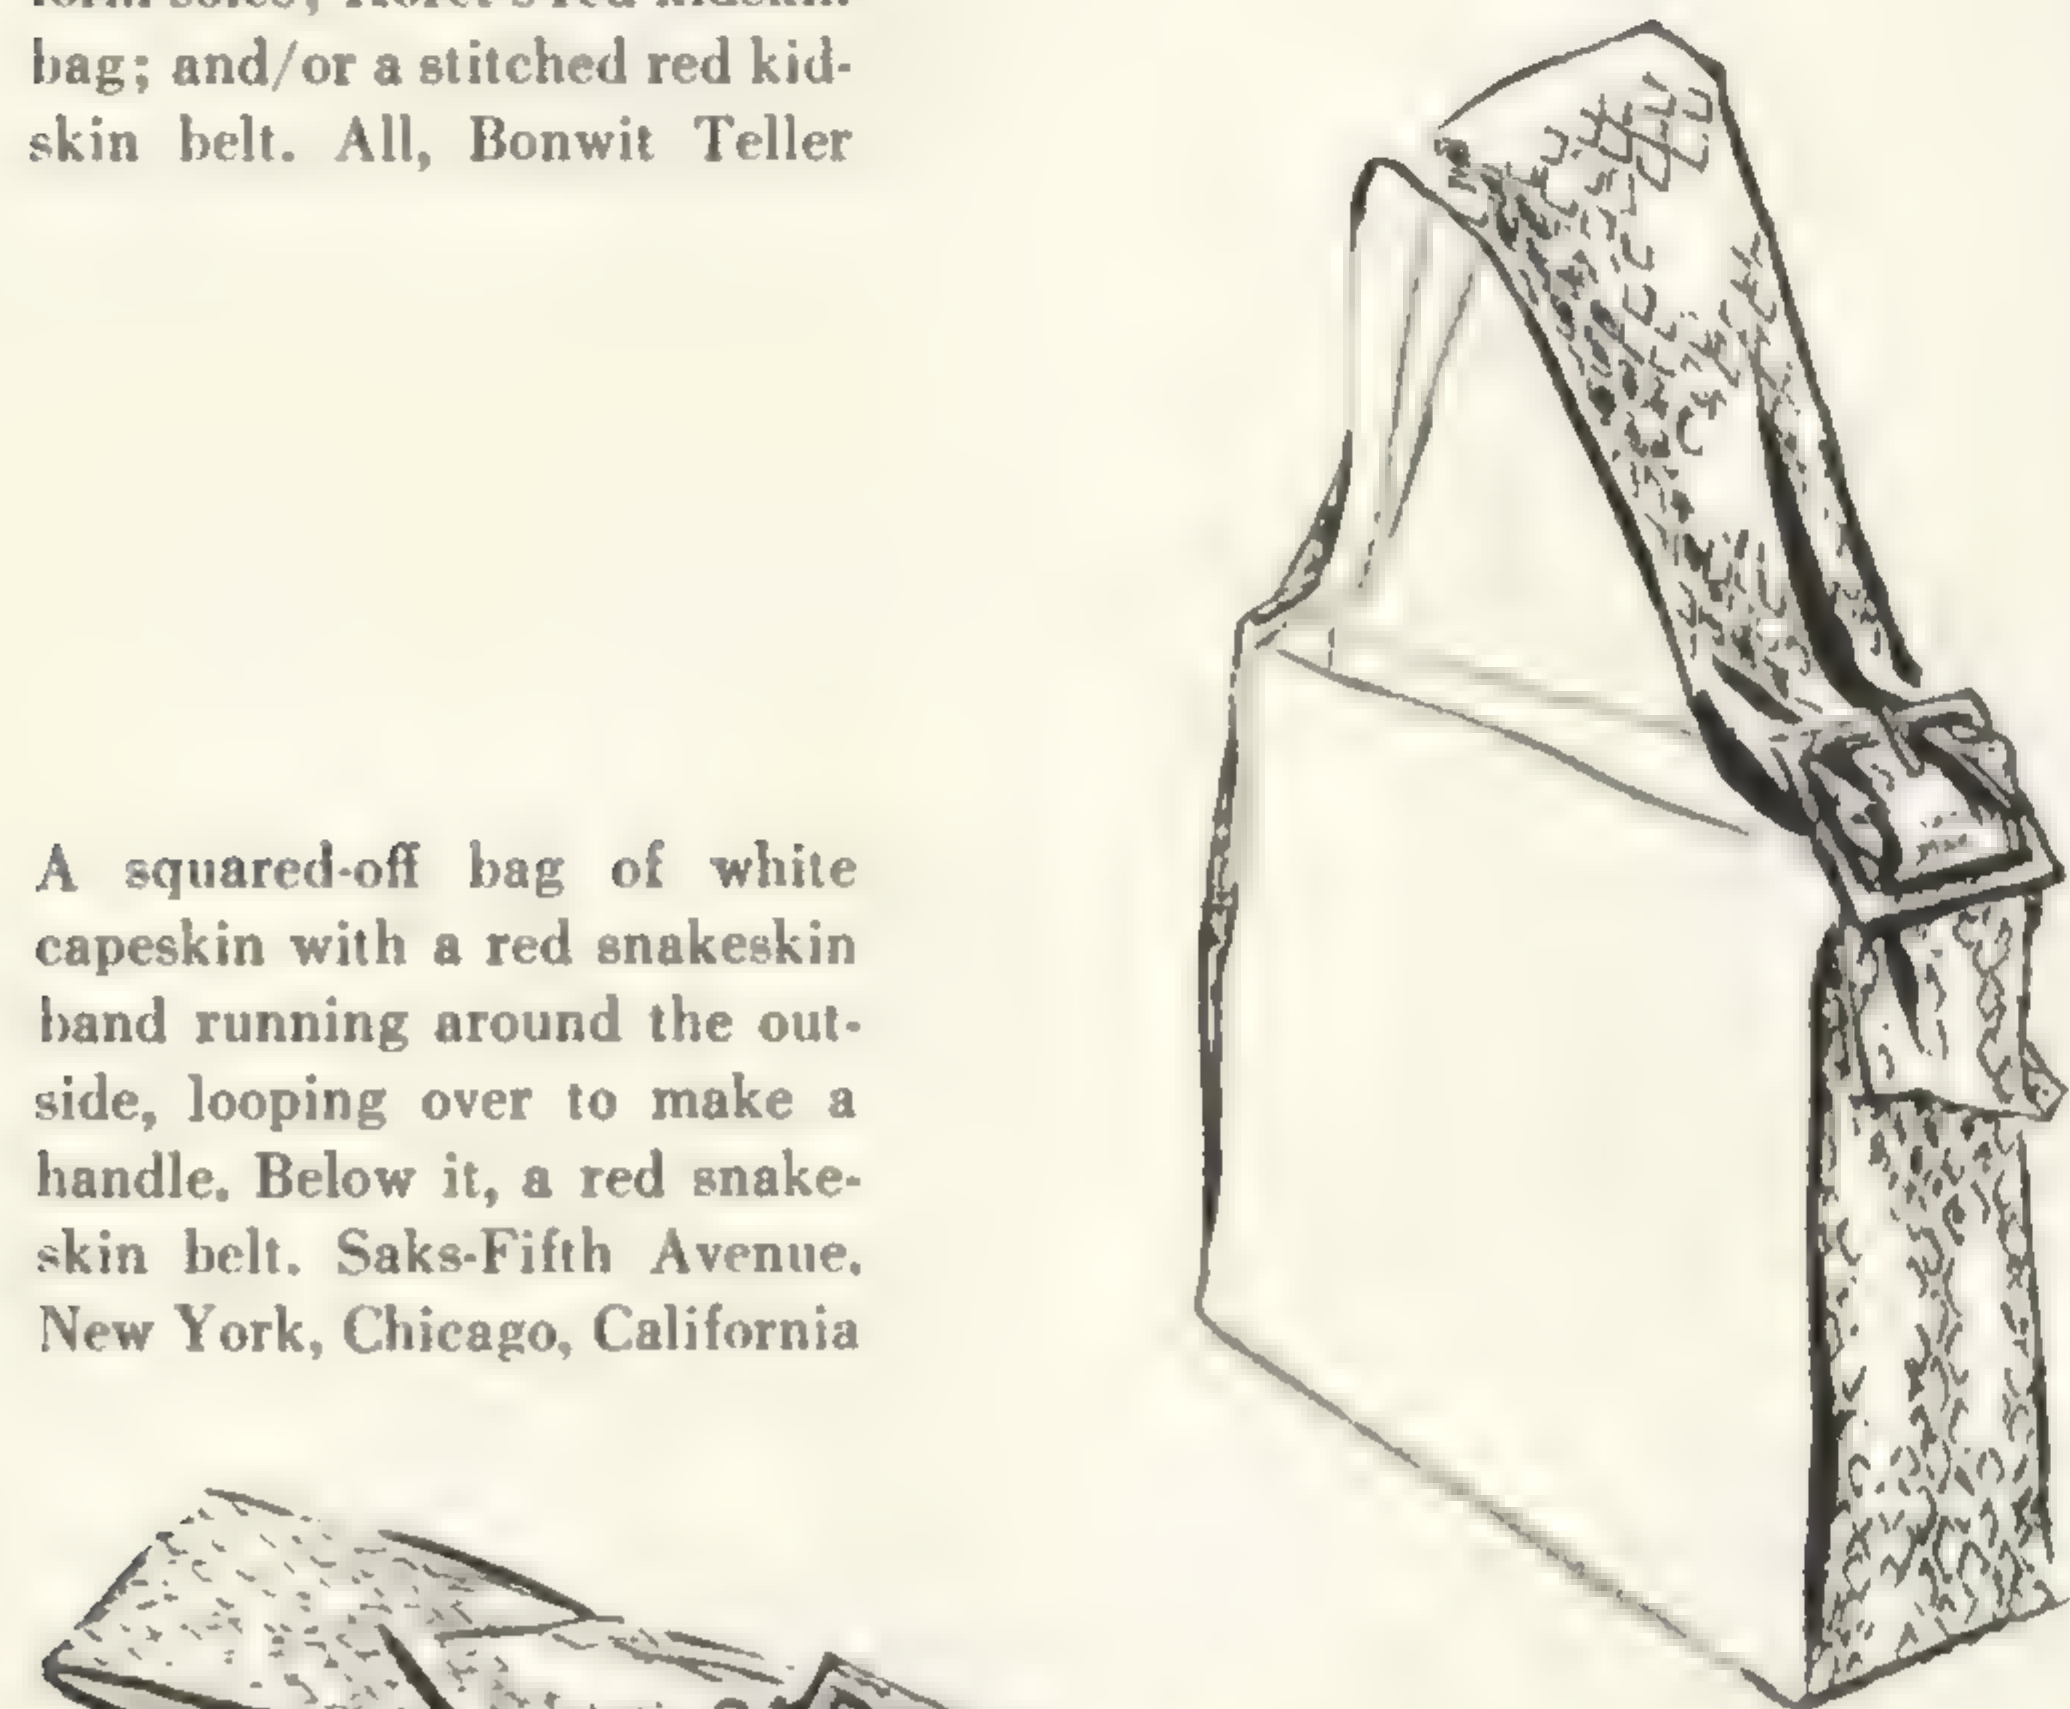 bag; and/or a stitched red kid-
skin belt. All, Bonwit Teller
A squared-off bag of white
capeskin with a red snakeskin
band running around the out-
side, looping over to make a
handle. Below it, a red snake-
skin belt. Saks-Fifth Avenue,
New York, Chicago, California